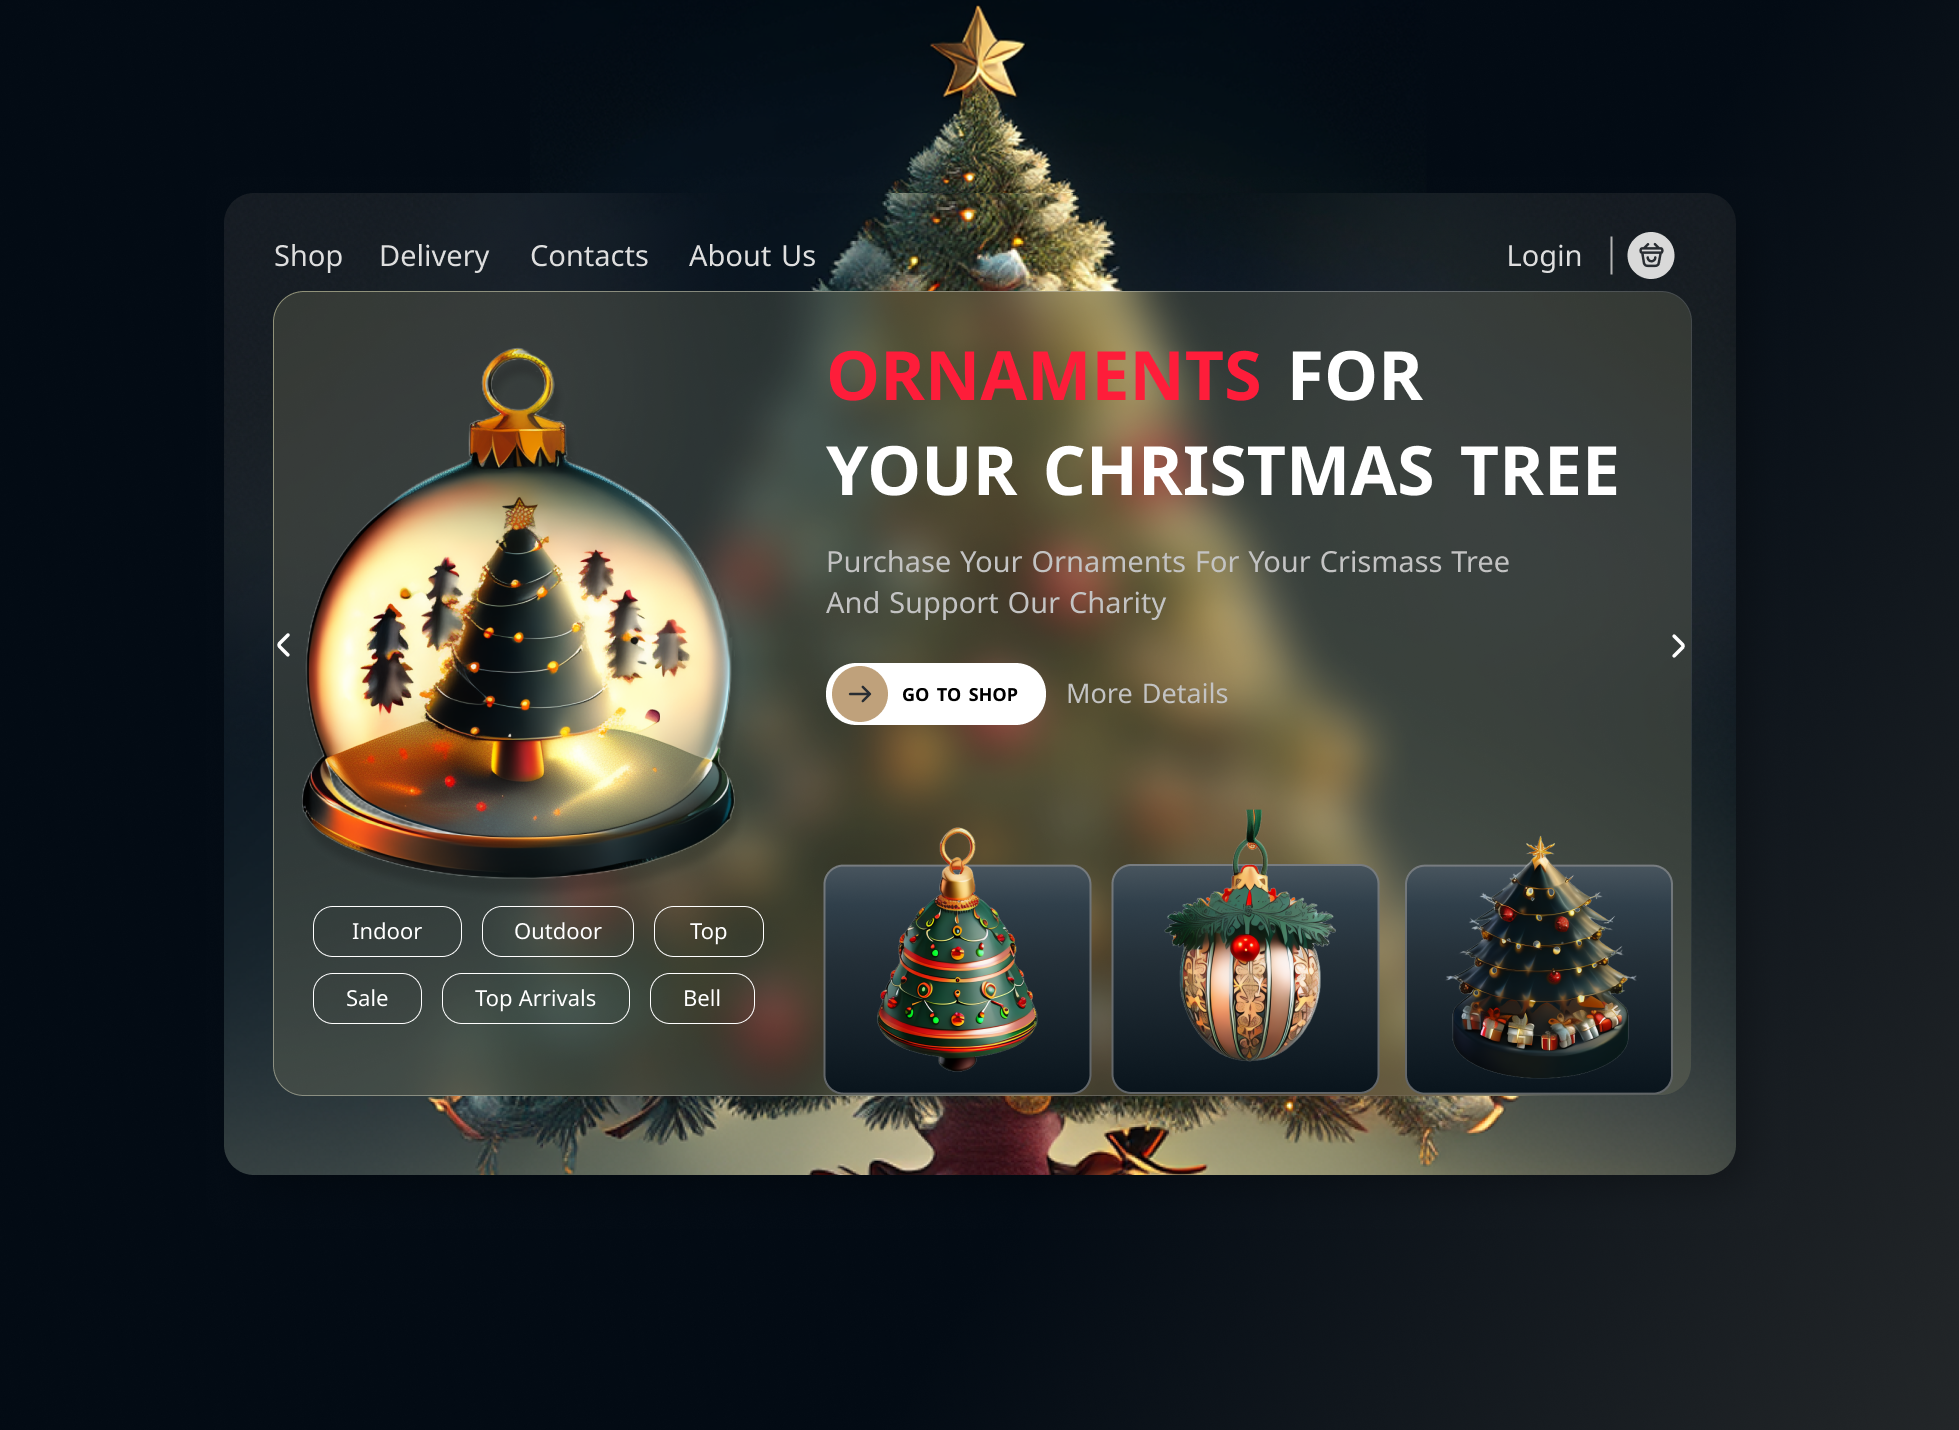 Shop Delivery Contacts About Us Login
ORNAMENTS FOR
YOUR CHRISTMAS TREE
Purchase Your Ornaments For Your Crismass Tree
And Support Our Charity
GO TO SHOP More Details
Indoor Outdoor Top
Sale Top Arrivals Bell